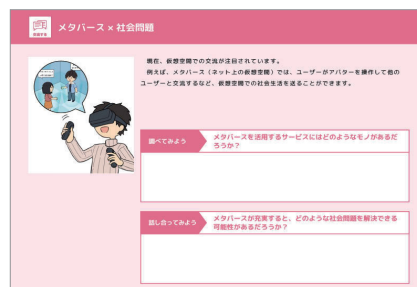 メタバース × 社会問題
現在、仮想空間での交流が注目されています。
例えば、メタバース（ネット上の仮想空間）では、ユーザーがアバターを操作して他の
ユーザーと交流するなど、仮想空間での社会生活を送ることができます。
調べてみよう
メタバースを活用するサービスにはどのようなモノがあるだ
ろうか？
話し合ってみよう
メタバースが充実すると、どのような社会問題を解決できる
可能性があるだろうか？